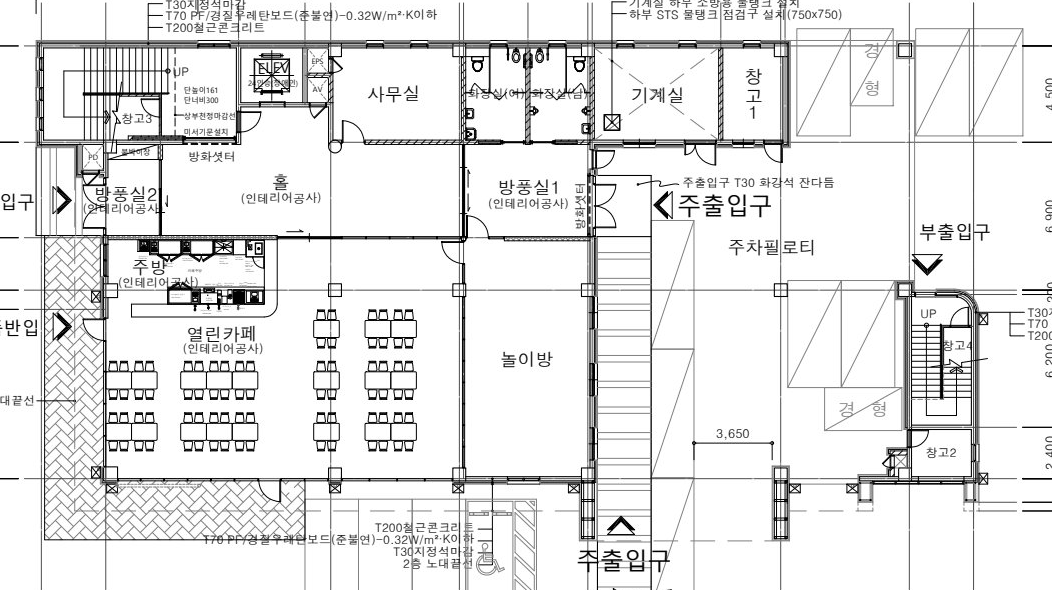 T30지정석마감
T70 PF/경질우레탄보드(준불연)-0.32W/m²·K이하
T200철근콘크리트
기계실 하부 소방용 물탱크 설치
하부 STS 물탱크 점검구 설치(750x750)
UP
단높이161
단너비300
상부천정마감선
미서기문설치
창고3
ELEV
EPS
AV
사무실
화장실(여)
화장실(남)
기계실
창고1
경형
4,500
PD
방화셧터
입구
방풍실2
(인테리어공사)
홀
(인테리어공사)
방풍실1
(인테리어공사)
방화셔터
주출입구 T30 화강석 잔다듬
주출입구
주차필로티
부출입구
6,900
주방
(인테리어공사)
열린카페
(인테리어공사)
놀이방
UP
창고4
T200
6,200
경 형
3,650
창고2
2,400
대끝선
T200철근콘크리트
T70 PF/경질우레탄보드(준불연)-0.32W/m²·K이하
T30지정석마감
2층 노대끝선
주출입구